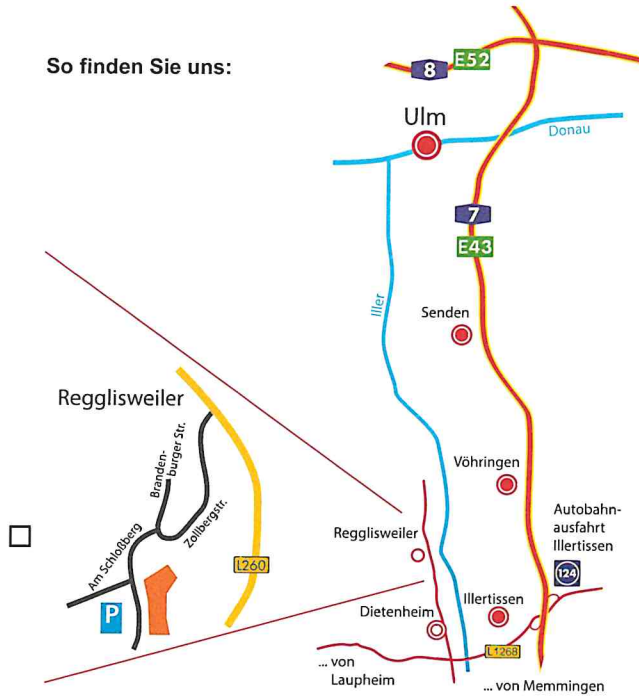 So finden Sie uns:
8
E52
Ulm
Donau
7
E43
Iller
Senden
Regglisweiler
Branden-
burger Str.
Zollbergstr.
Am Schloßberg
L260
P
Vöhringen
Autobahn-
ausfahrt
Illertissen
124
Regglisweiler
Dietenheim
Illertissen
L1268
... von
Laupheim
... von Memmingen